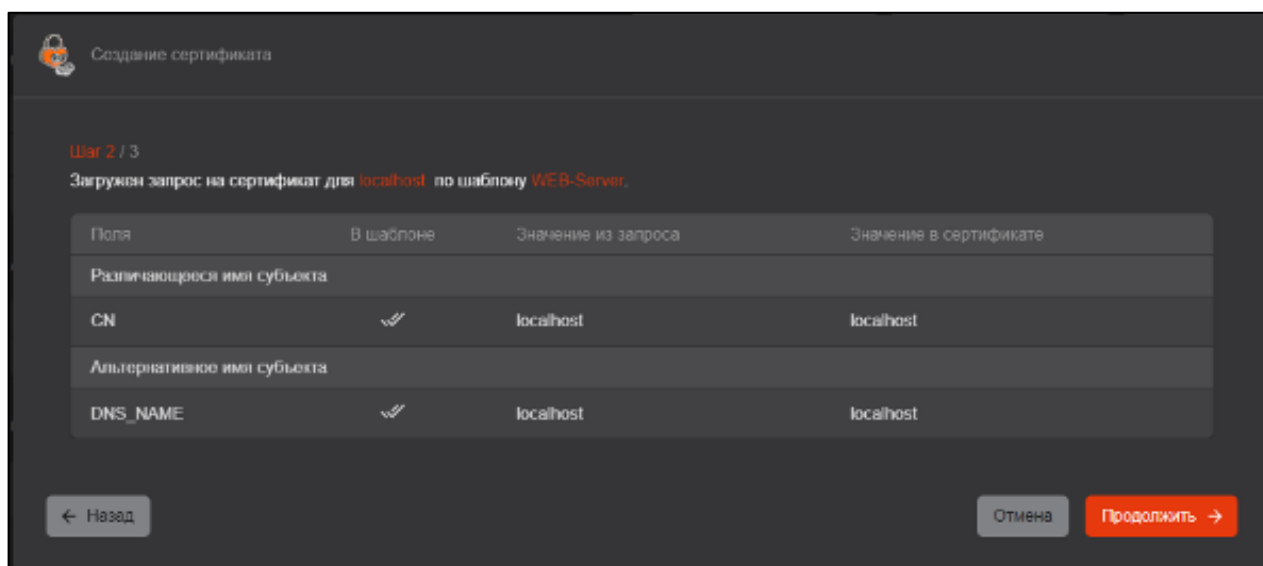 Создание сертификата
Шаг 2 / 3
Загружен запрос на сертификат для localhost по шаблону WEB-Server.
Поля В шаблоне Значение из запроса Значение в сертификате
Различающееся имя субъекта
CN localhost localhost
Альтернативное имя субъекта
DNS_NAME localhost localhost
← Назад Отмена Продолжить →